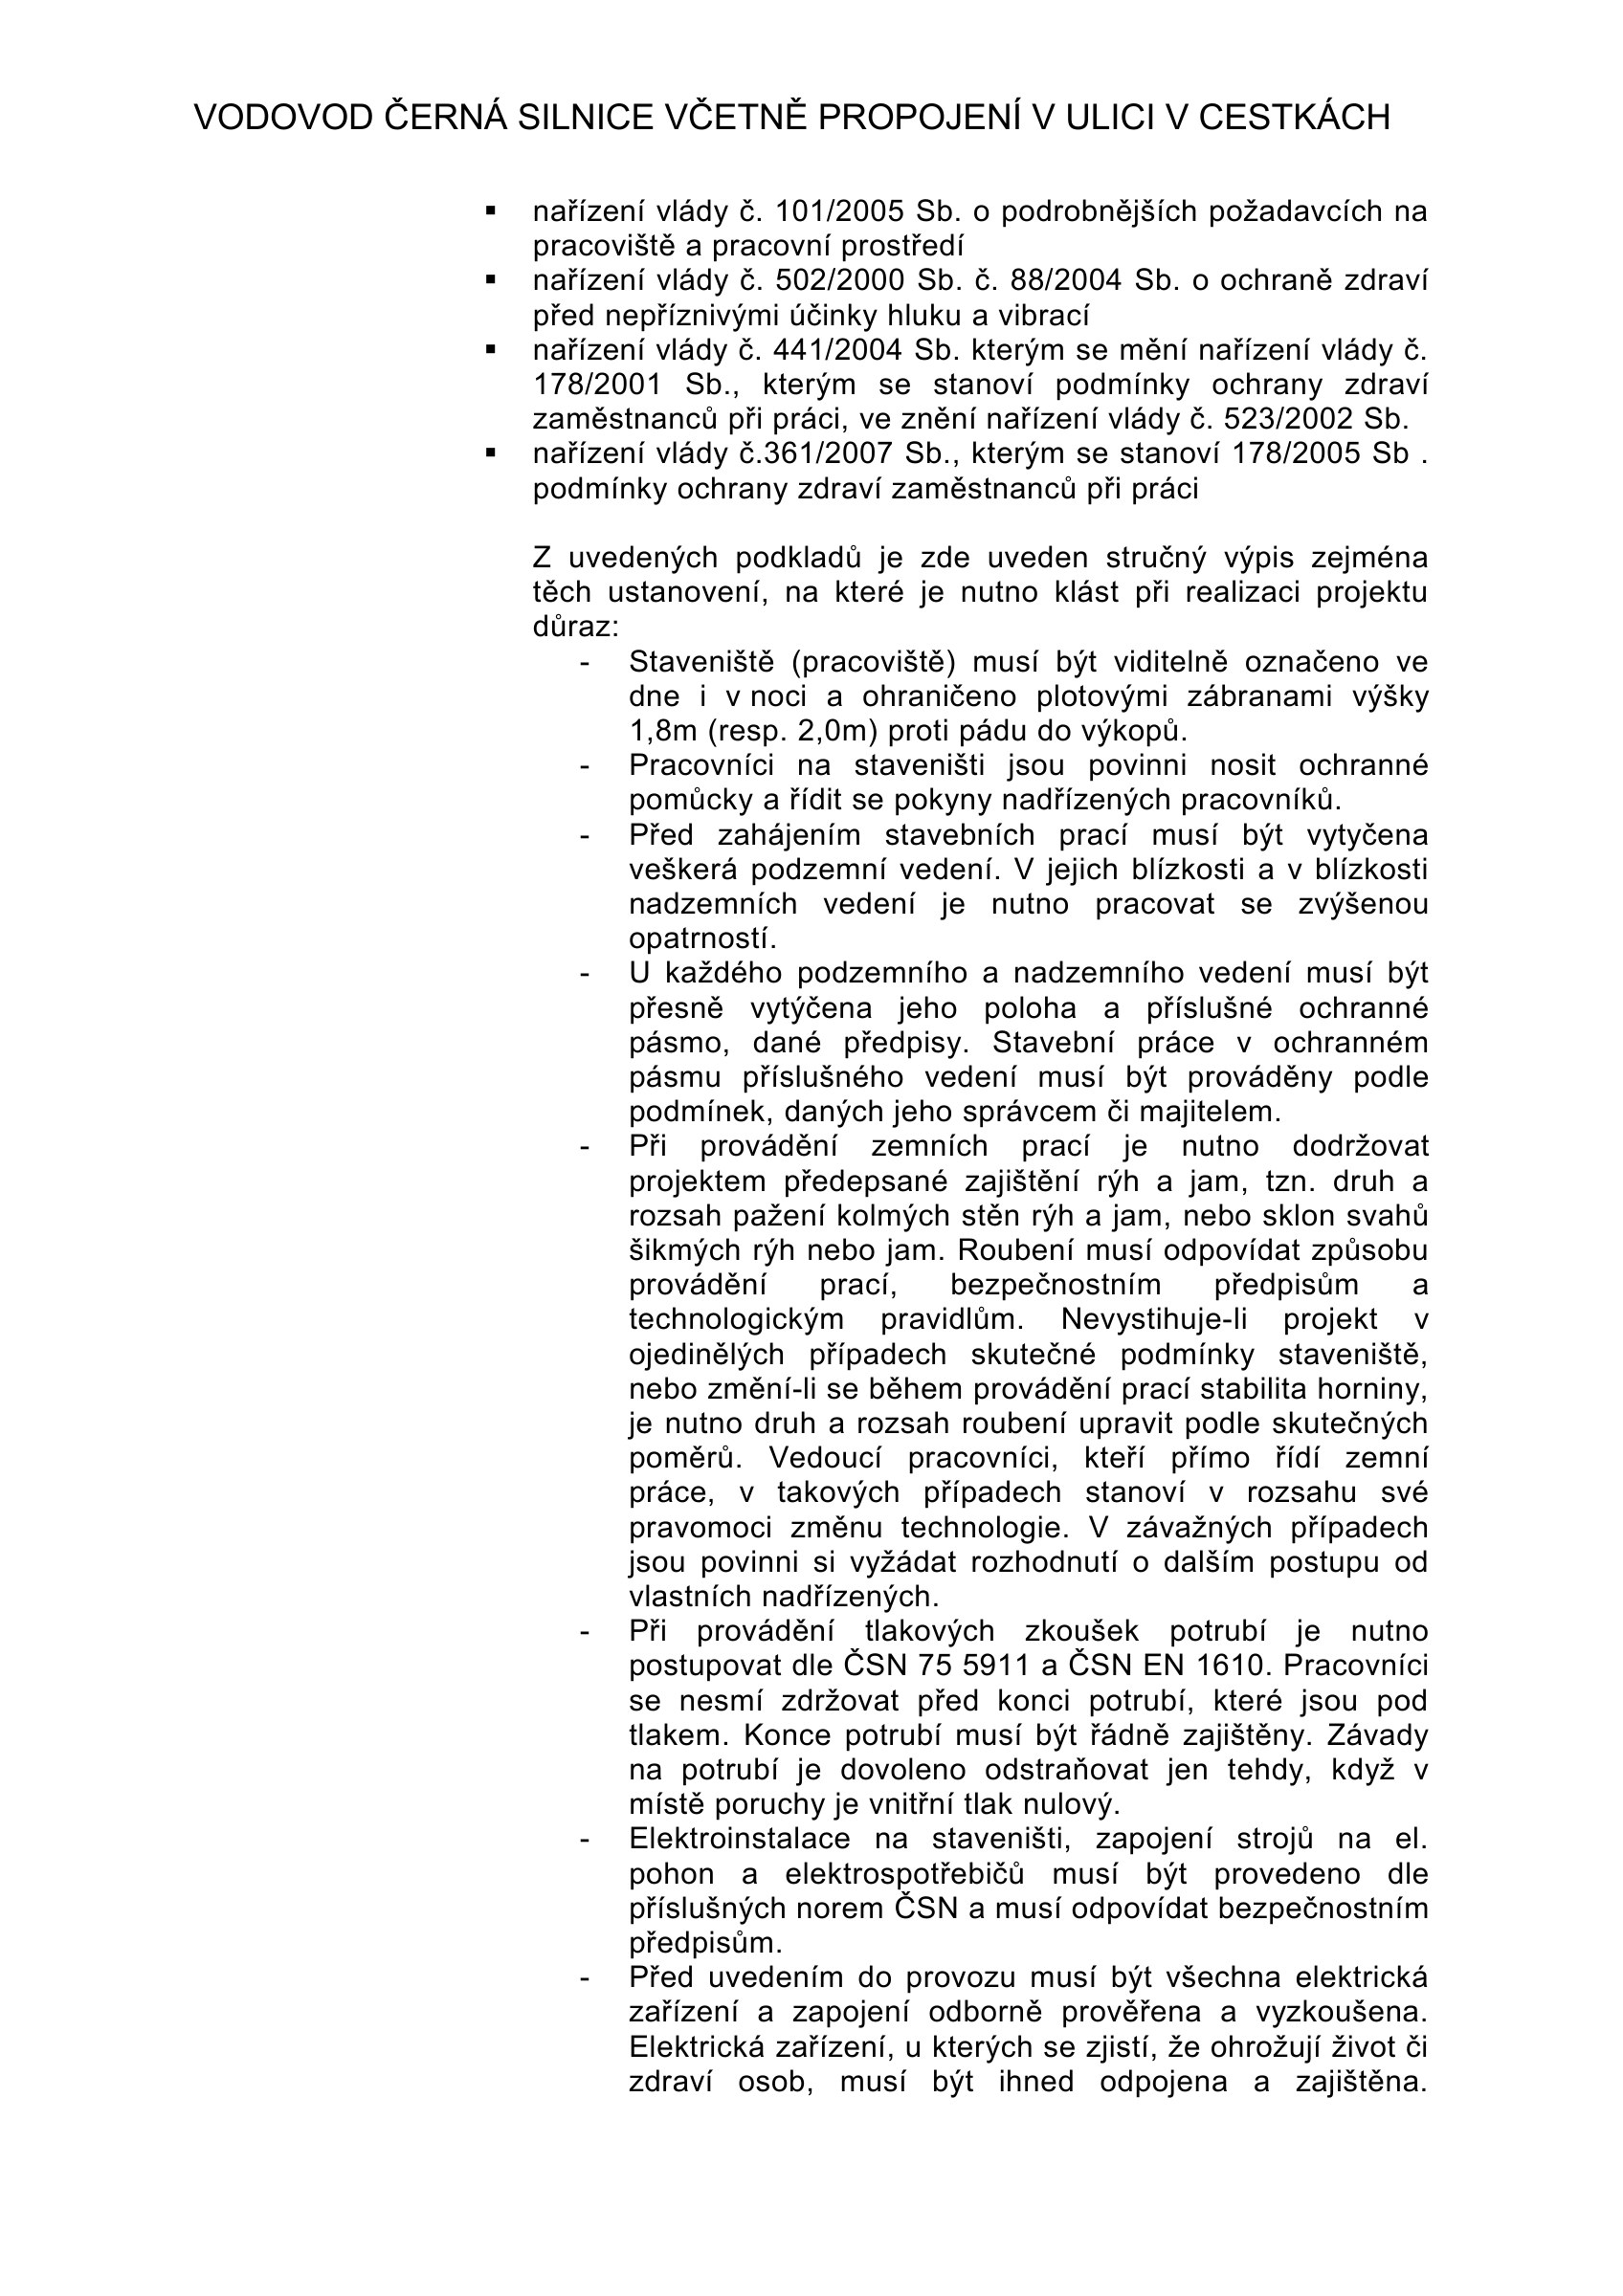 VODOVOD ČERNÁ SILNICE VČETNĚ PROPOJENÍ V ULICI V CESTKÁCH
▪ nařízení vlády č. 101/2005 Sb. o podrobnějších požadavcích na
pracoviště a pracovní prostředí
▪ nařízení vlády č. 502/2000 Sb. č. 88/2004 Sb. o ochraně zdraví
před nepříznivými účinky hluku a vibrací
▪ nařízení vlády č. 441/2004 Sb. kterým se mění nařízení vlády č.
178/2001 Sb., kterým se stanoví podmínky ochrany zdraví
zaměstnanců při práci, ve znění nařízení vlády č. 523/2002 Sb.
▪ nařízení vlády č.361/2007 Sb., kterým se stanoví 178/2005 Sb .
podmínky ochrany zdraví zaměstnanců při práci
Z uvedených podkladů je zde uveden stručný výpis zejména
těch ustanovení, na které je nutno klást při realizaci projektu
důraz:
- Staveniště (pracoviště) musí být viditelně označeno ve
dne i v noci a ohraničeno plotovými zábranami výšky
1,8m (resp. 2,0m) proti pádu do výkopů.
- Pracovníci na staveništi jsou povinni nosit ochranné
pomůcky a řídit se pokyny nadřízených pracovníků.
- Před zahájením stavebních prací musí být vytyčena
veškerá podzemní vedení. V jejich blízkosti a v blízkosti
nadzemních vedení je nutno pracovat se zvýšenou
opatrností.
- U každého podzemního a nadzemního vedení musí být
přesně vytýčena jeho poloha a příslušné ochranné
pásmo, dané předpisy. Stavební práce v ochranném
pásmu příslušného vedení musí být prováděny podle
podmínek, daných jeho správcem či majitelem.
- Při provádění zemních prací je nutno dodržovat
projektem předepsané zajištění rýh a jam, tzn. druh a
rozsah pažení kolmých stěn rýh a jam, nebo sklon svahů
šikmých rýh nebo jam. Roubení musí odpovídat způsobu
provádění prací, bezpečnostním předpisům a
technologickým pravidlům. Nevystihuje-li projekt v
ojedinělých případech skutečné podmínky staveniště,
nebo změní-li se během provádění prací stabilita horniny,
je nutno druh a rozsah roubení upravit podle skutečných
poměrů. Vedoucí pracovníci, kteří přímo řídí zemní
práce, v takových případech stanoví v rozsahu své
pravomoci změnu technologie. V závažných případech
jsou povinni si vyžádat rozhodnutí o dalším postupu od
vlastních nadřízených.
- Při provádění tlakových zkoušek potrubí je nutno
postupovat dle ČSN 75 5911 a ČSN EN 1610. Pracovníci
se nesmí zdržovat před konci potrubí, které jsou pod
tlakem. Konce potrubí musí být řádně zajištěny. Závady
na potrubí je dovoleno odstraňovat jen tehdy, když v
místě poruchy je vnitřní tlak nulový.
- Elektroinstalace na staveništi, zapojení strojů na el.
pohon a elektrospotřebičů musí být provedeno dle
příslušných norem ČSN a musí odpovídat bezpečnostním
předpisům.
- Před uvedením do provozu musí být všechna elektrická
zařízení a zapojení odborně prověřena a vyzkoušena.
Elektrická zařízení, u kterých se zjistí, že ohrožují život či
zdraví osob, musí být ihned odpojena a zajištěna.